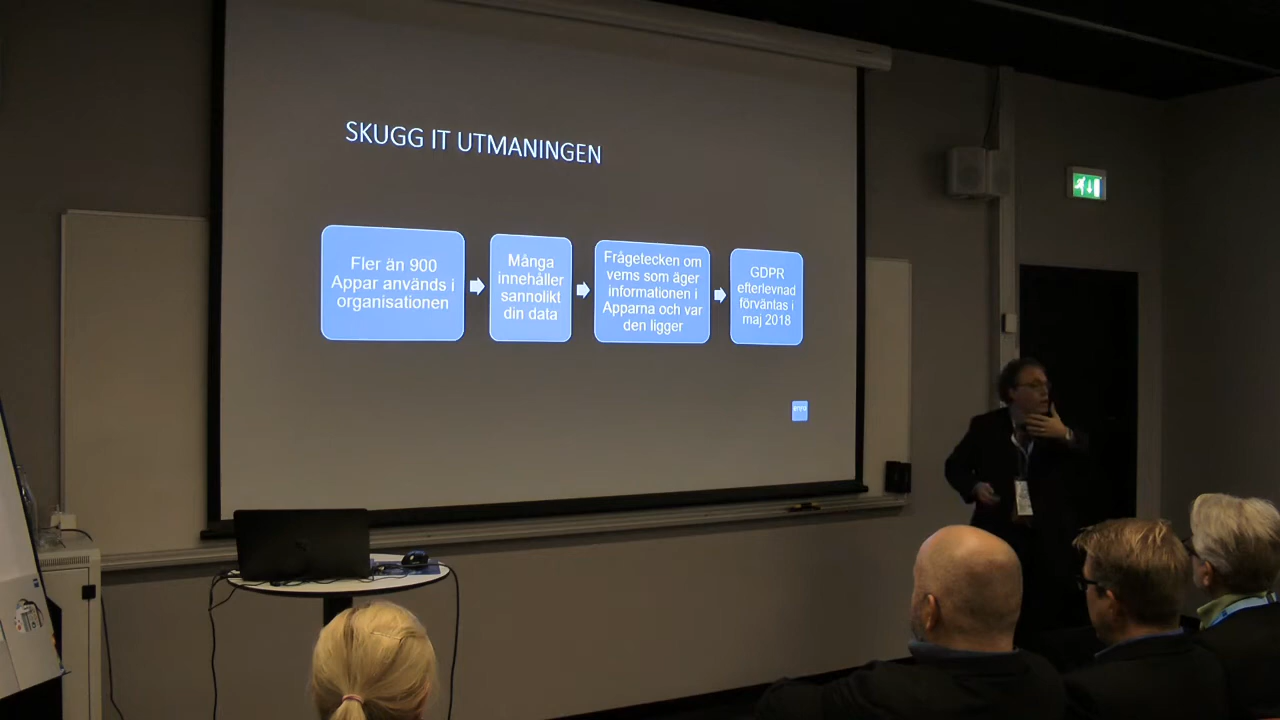 SKUGG IT UTMANINGEN
Fler än 900
Appar används i
organisationen
Många
innehåller
sannolikt
din data
Frågetecken om
vems som äger
informationen i
Apparna och var
den ligger
GDPR
efterlevnad
förväntas i
maj 2018